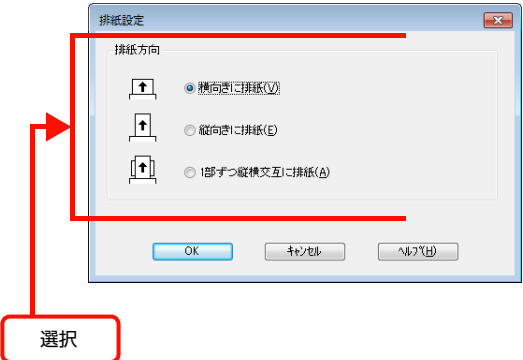 排紙設定
排紙方向
横向きに排紙(V)
縦向きに排紙(E)
1部ずつ縦横交互に排紙(A)
OK キャンセル ヘルプ(H)
選択